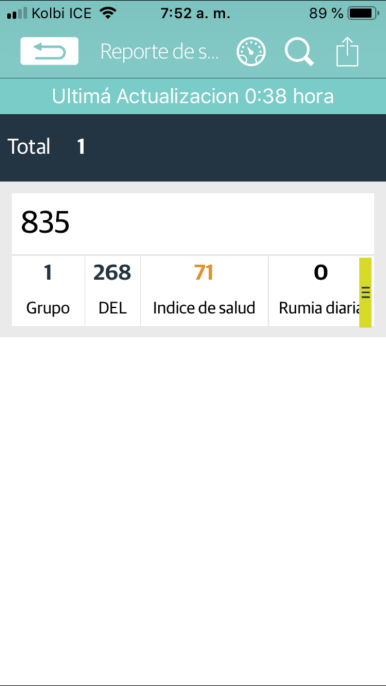 Kolbi ICE 7:52 a. m. 89 %
Reporte de s...
Ultimá Actualizacion 0:38 hora
Total 1
835
1 268 71 0
Grupo DEL Indice de salud Rumia diaria